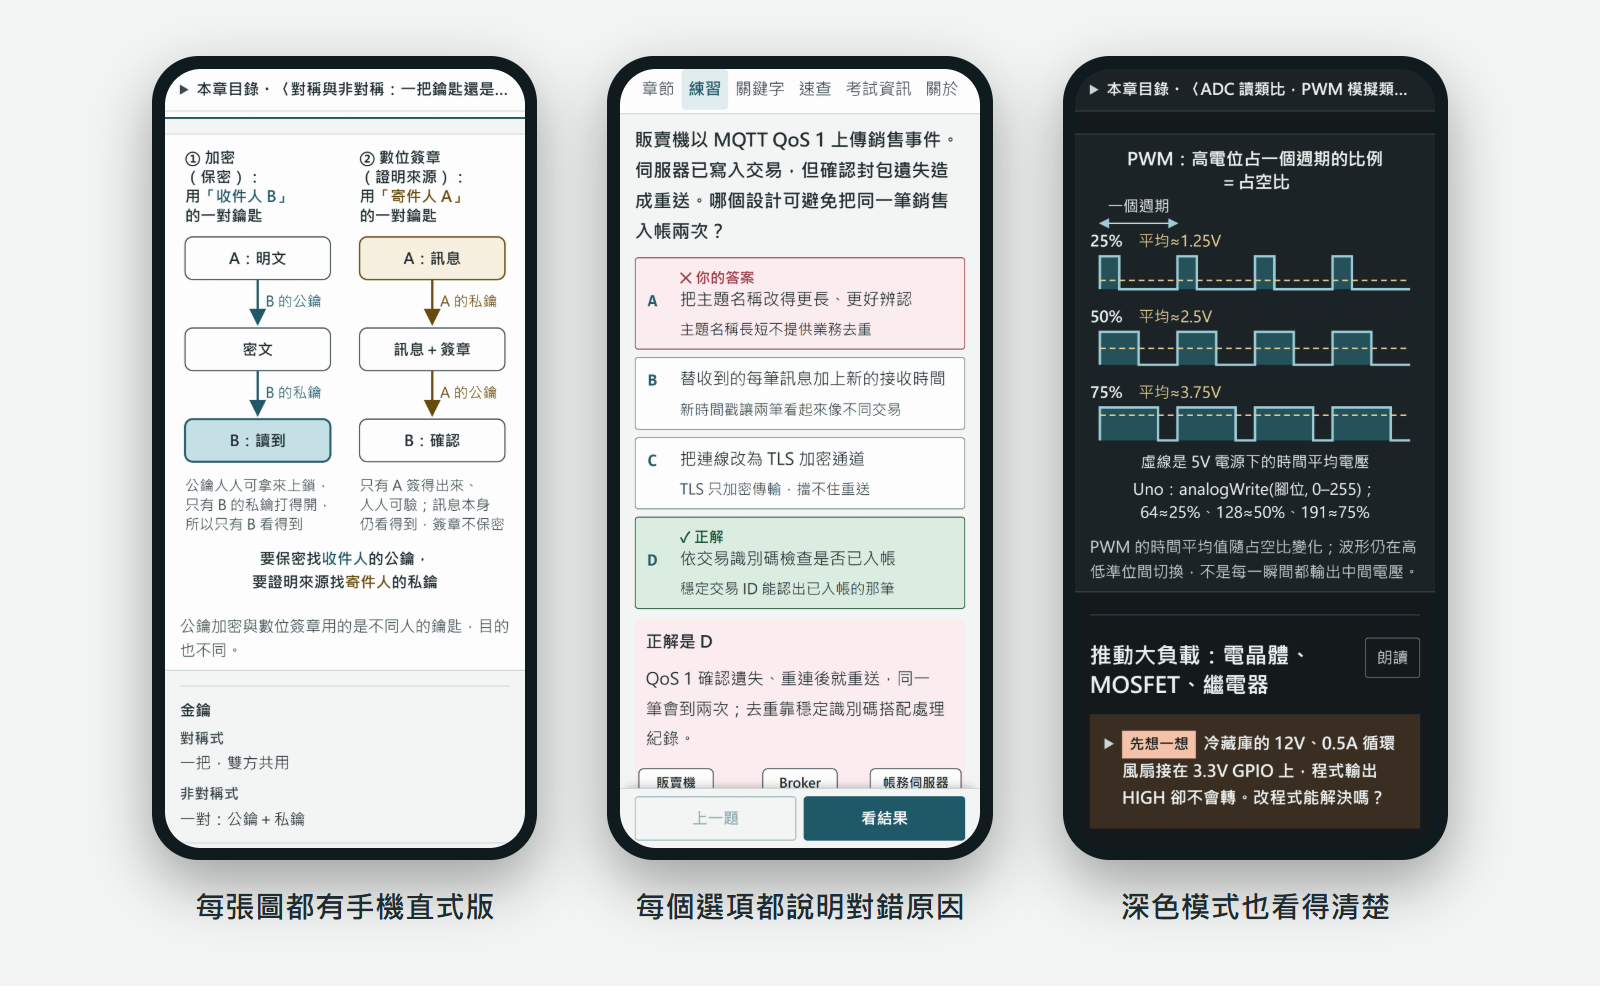 ▶ 本章目錄・〈對稱與非對稱：一把鑰匙還是...
① 加密
（保密）：
用「收件人 B」
的一對鑰匙
A：明文
B 的公鑰
密文
B 的私鑰
B：讀到
公鑰人人可拿來上鎖，
只有 B 的私鑰打得開，
所以只有 B 看得到
② 數位簽章
（證明來源）：
用「寄件人 A」
的一對鑰匙
A：訊息
A 的私鑰
訊息＋簽章
A 的公鑰
B：確認
只有 A 簽得出來、
人人可驗；訊息本身
仍看得到，簽章不保密
要保密找收件人的公鑰，
要證明來源找寄件人的私鑰
公鑰加密與數位簽章用的是不同人的鑰匙，目的
也不同。
金鑰
對稱式
一把，雙方共用
非對稱式
一對：公鑰＋私鑰
每張圖都有手機直式版
章節 練習 關鍵字 速查 考試資訊 關於
販賣機以 MQTT QoS 1 上傳銷售事件。
伺服器已寫入交易，但確認封包遺失造
成重送。哪個設計可避免把同一筆銷售
入帳兩次？
✕ 你的答案
A 把主題名稱改得更長、更好辨認
主題名稱長短不提供業務去重
B 替收到的每筆訊息加上新的接收時間
新時間戳讓兩筆看起來像不同交易
C 把連線改為 TLS 加密通道
TLS 只加密傳輸，擋不住重送
✓ 正解
D 依交易識別碼檢查是否已入帳
穩定交易 ID 能認出已入帳的那筆
正解是 D
QoS 1 確認遺失、重連後就重送，同一
筆會到兩次；去重靠穩定識別碼搭配處理
紀錄。
販賣機 Broker 帳務伺服器
上一題 看結果
每個選項都說明對錯原因
▶ 本章目錄・〈ADC 讀類比，PWM 模擬類...
PWM：高電位占一個週期的比例
= 占空比
一個週期
25% 平均≈1.25V
50% 平均≈2.5V
75% 平均≈3.75V
虛線是 5V 電源下的時間平均電壓
Uno：analogWrite(腳位, 0–255)；
64≈25%、128≈50%、191≈75%
PWM 的時間平均值隨占空比變化；波形仍在高
低準位間切換，不是每一瞬間都輸出中間電壓。
推動大負載：電晶體、
MOSFET、繼電器
朗讀
▶ 先想一想 冷藏庫的 12V、0.5A 循環
風扇接在 3.3V GPIO 上，程式輸出
HIGH 卻不會轉。改程式能解決嗎？
深色模式也看得清楚